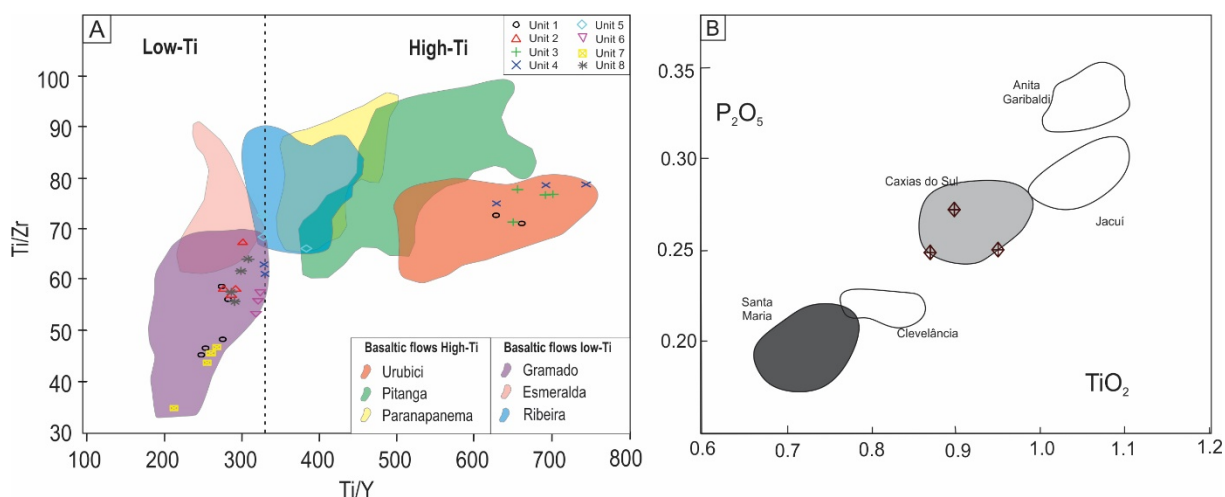 A
Low-Ti
High-Ti
Unit 1
Unit 2
Unit 3
Unit 4
Unit 5
Unit 6
Unit 7
Unit 8
Ti/Zr
100
90
80
70
60
50
40
30
Basaltic flows High-Ti
Urubici
Pitanga
Paranapanema
Basaltic flows low-Ti
Gramado
Esmeralda
Ribeira
100
200
300
400
500
600
700
800
Ti/Y
B
P₂O₅
0.35
0.30
0.25
0.20
Anita
Garibaldi
Caxias do Sul
Jacuí
Santa
Maria
Clevelância
TiO₂
0.6
0.7
0.8
0.9
1.0
1.1
1.2